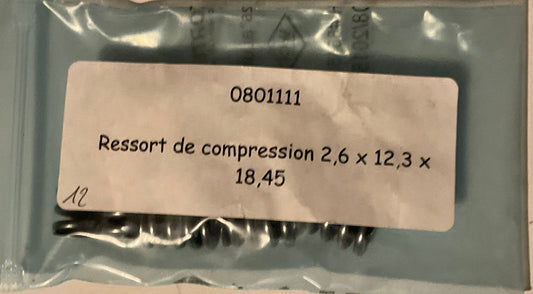 0801111
Ressort de compression 2,6 x 12,3 x
18,45
12